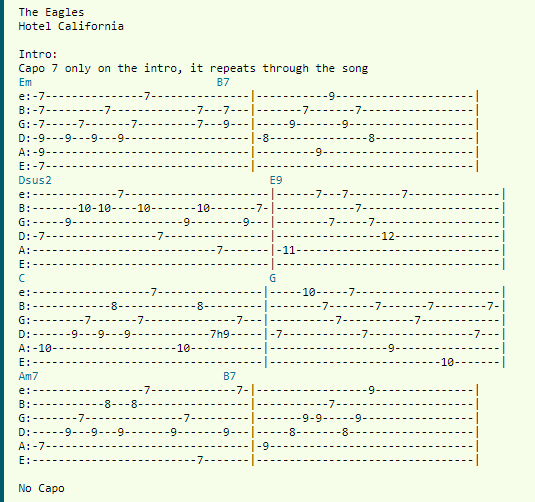 The Eagles
Hotel California

Intro:
Capo 7 only on the intro, it repeats through the song
Em                            B7
e:-7---------------7---------------|-----------9---------------------|
B:-7---------7-------------7---7---|-------7-------7-----------------|
G:-7-----7-------7---------7---9---|-----9-------9-------------------|
D:-9---9---9---9-------------------|-8---------------8---------------|
A:-9-------------------------------|---------9-----------------------|
E:-7-------------------------------|---------------------------------|
Dsus2                                 E9
e:-------------7----------------------|------7---7--------7--------------|
B:-------10-10----10-------10-------7-|------------7---------------------|
G:-----9-----------------9--------9---|--------7-----7-------------------|
D:-7-----------------7----------------|----------------12----------------|
A:----------------------------7-------|-11-------------------------------|
E:------------------------------------|----------------------------------|
C                                     G
e:------------------7----------------|-----10-----7----------------------|
B:------------8------------8---------|--------7-------7-------7--------7-|
G:--------7-------7--------------7---|----------7-----------7------------|
D:------9---9---9------------7h9-----|-7------------7----------------7---|
A:-10-------------------10-----------|------------------9----------------|
E:-----------------------------------|--------------------------10-------|
Am7                            B7
e:-----------------7-------------7-|-----------------9---------------|
B:-----------8---8-----------------|-----------7---------------------|
G:-------7---------------7---------|-------9-9-----9-----------------|
D:-----9---9---9-------9-------9---|-----8-------8-------------------|
A:-7-------------------------------|-9-------------------------------|
E:-------------------------7-------|---------------------------------|

No Capo